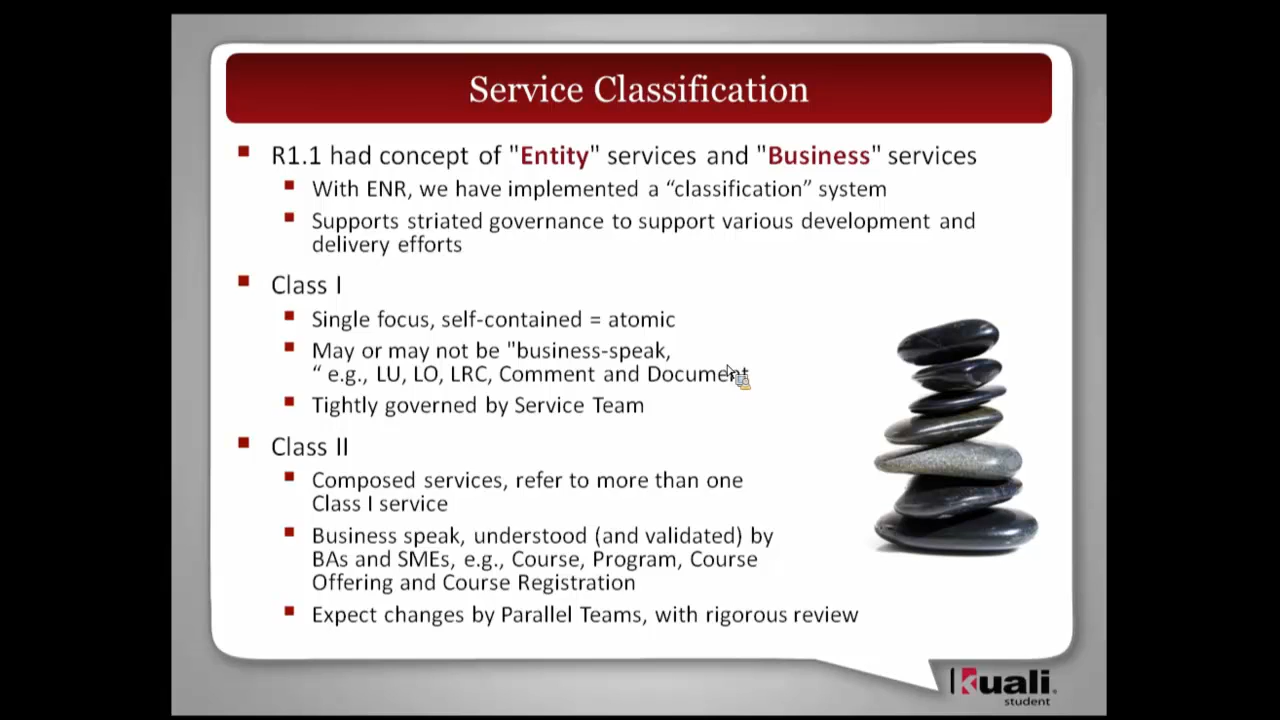 Service Classification
R1.1 had concept of "Entity" services and "Business" services
With ENR, we have implemented a “classification” system
Supports striated governance to support various development and
delivery efforts
Class I
Single focus, self-contained = atomic
May or may not be "business-speak,
“ e.g., LU, LO, LRC, Comment and Document
Tightly governed by Service Team
Class II
Composed services, refer to more than one
Class I service
Business speak, understood (and validated) by
BAs and SMEs, e.g., Course, Program, Course
Offering and Course Registration
Expect changes by Parallel Teams, with rigorous review
kuali
student